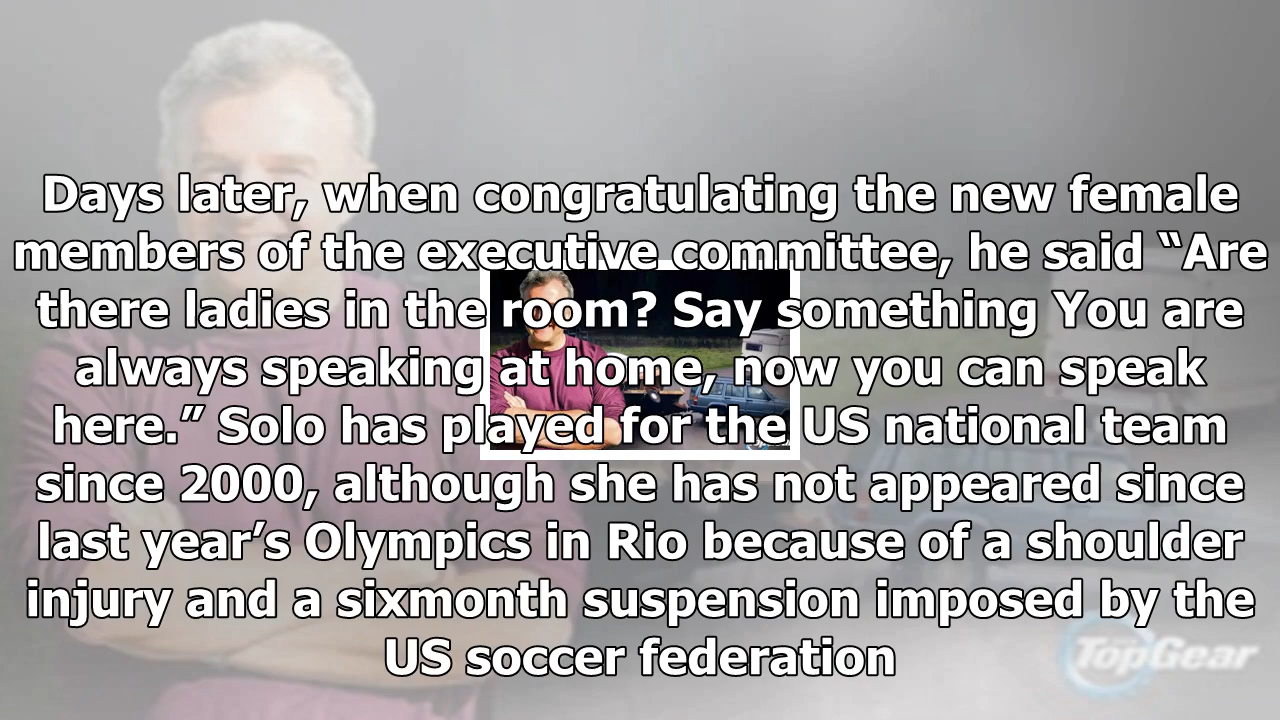 Days later, when congratulating the new female
members of the executive committee, he said “Are
there ladies in the room? Say something You are
always speaking at home, now you can speak
here.” Solo has played for the US national team
since 2000, although she has not appeared since
last year’s Olympics in Rio because of a shoulder
injury and a sixmonth suspension imposed by the
US soccer federation
TopGear